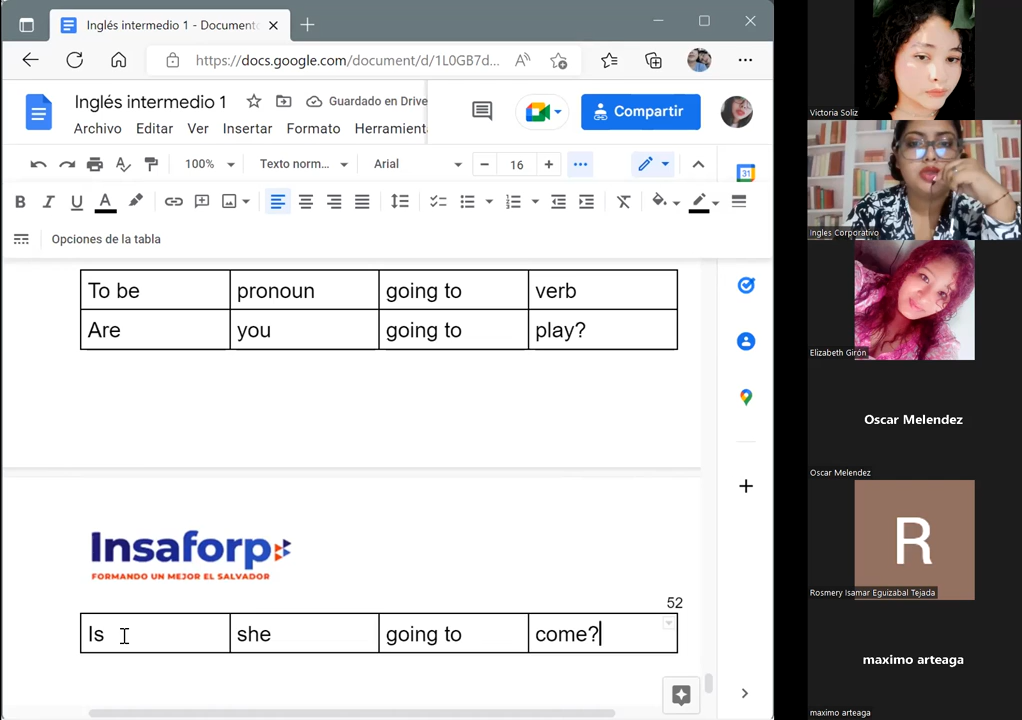 Inglés intermedio 1 - Document
https://docs.google.com/document/d/1L0GB7d...
Inglés intermedio 1
Guardado en Drive
Compartir
Archivo Editar Ver Insertar Formato Herramient
100% Texto norm... Arial 16
Opciones de la tabla
To be pronoun going to verb
Are you going to play?
Insaforp
FORMANDO UN MEJOR EL SALVADOR
52
Is she going to come?
Victoria Soliz
Ingles Corporativo
Elizabeth Girón
Oscar Melendez
Oscar Melendez
R
Rosmery Isamar Eguizabal Tejada
maximo arteaga
maximo arteaga